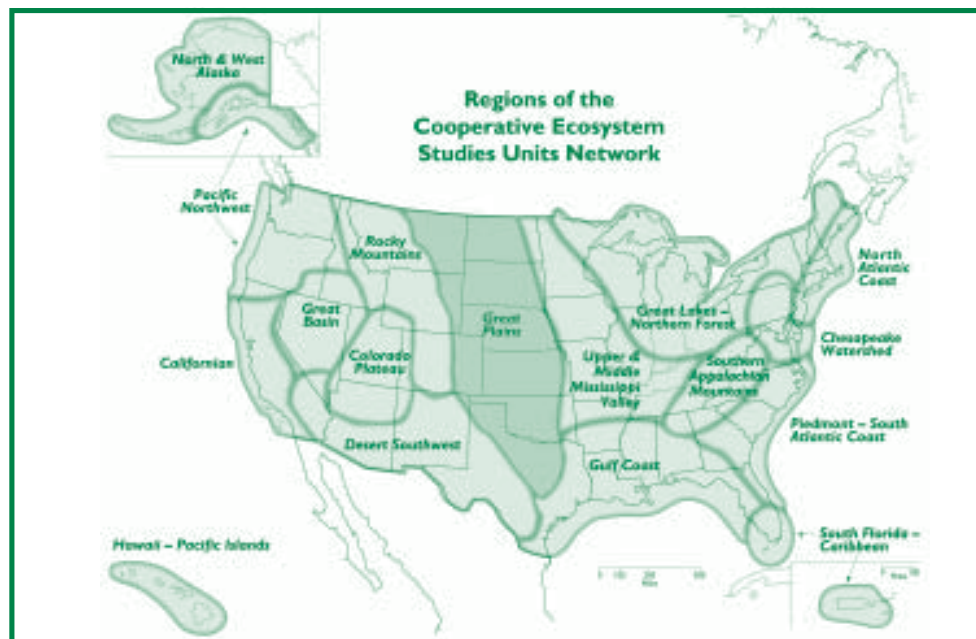 North & West
Alaska
Regions of the
Cooperative Ecosystem
Studies Units Network
Pacific
Northwest
Rocky
Mountains
North
Atlantic
Coast
Great
Basin
Great
Plains
Great Lakes –
Northern Forest
Chesapeake
Watershed
Californian
Colorado
Plateau
Upper &
Middle
Mississippi
Valley
Southern
Appalachian
Mountains
Piedmont – South
Atlantic Coast
Desert Southwest
Gulf Coast
South Florida –
Caribbean
Hawaii – Pacific Islands